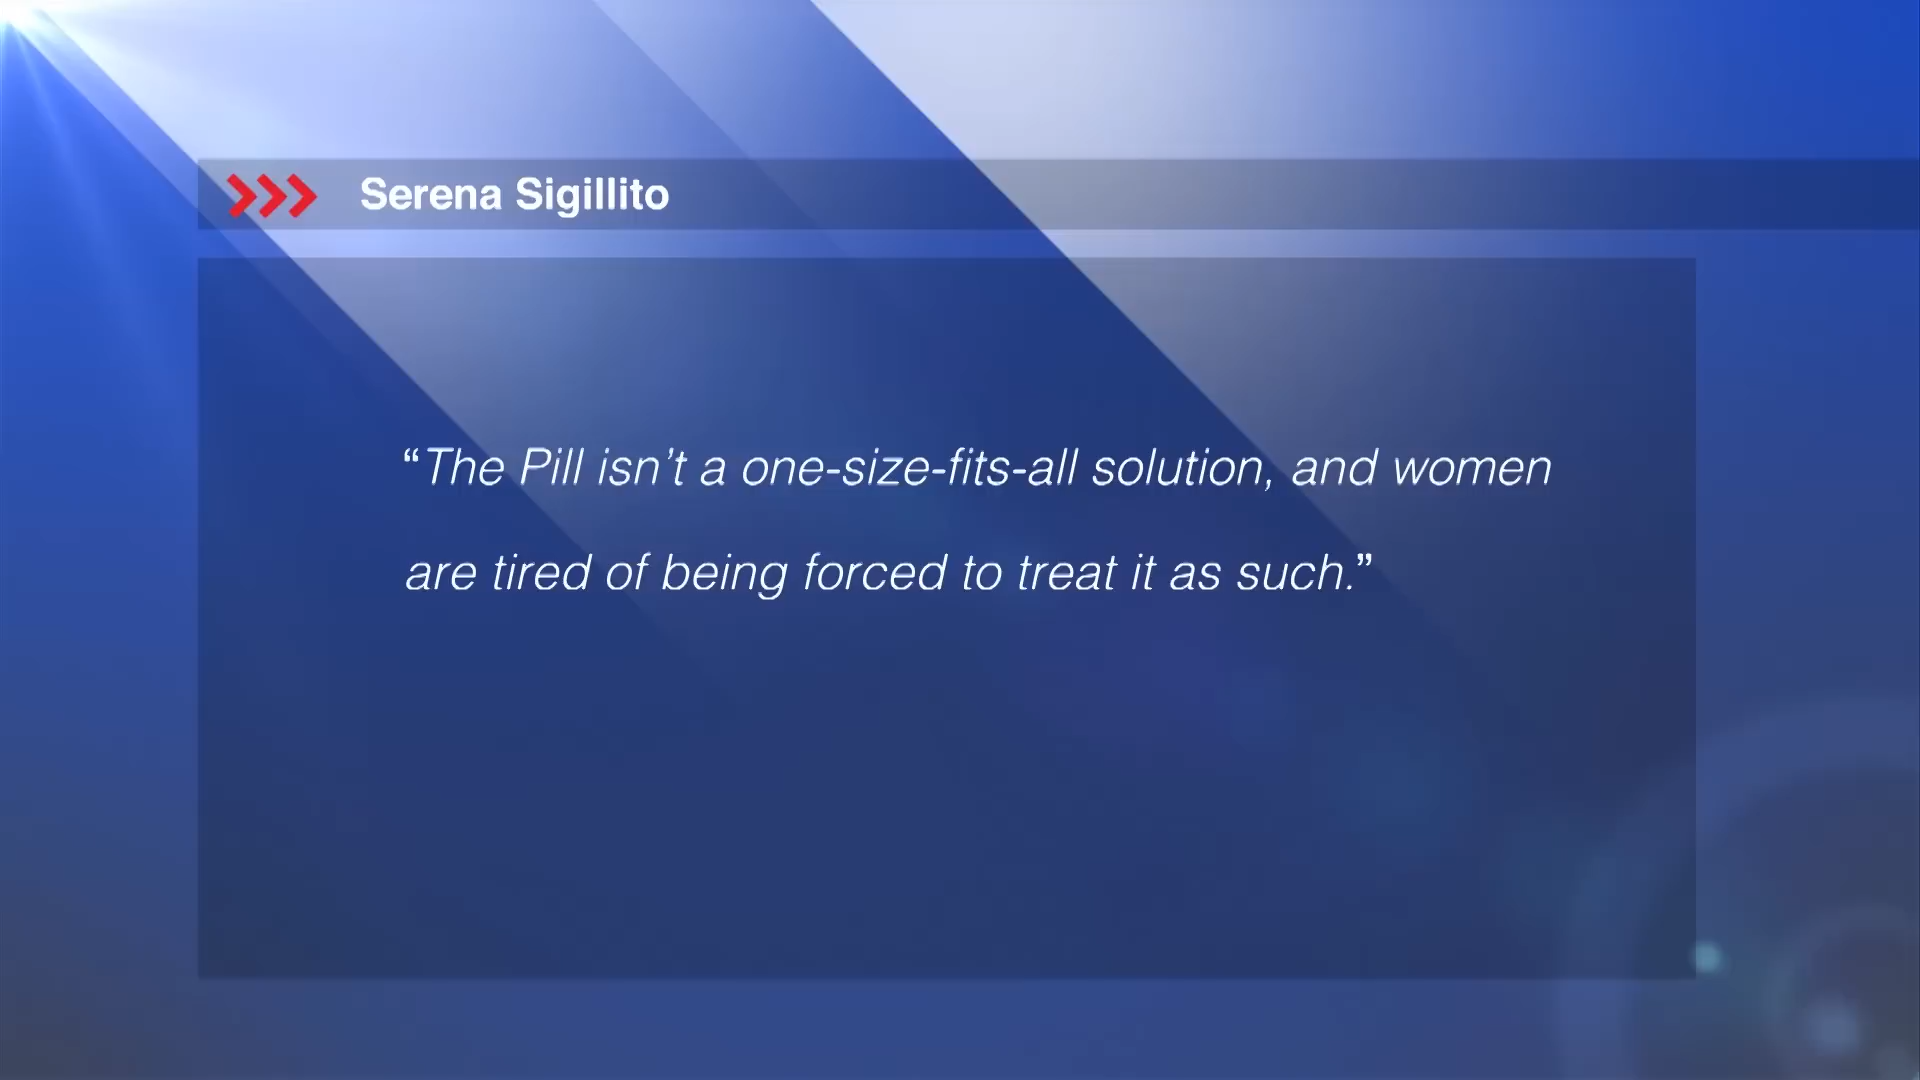 Serena Sigillito
“The Pill isn’t a one-size-fits-all solution, and women
are tired of being forced to treat it as such.”